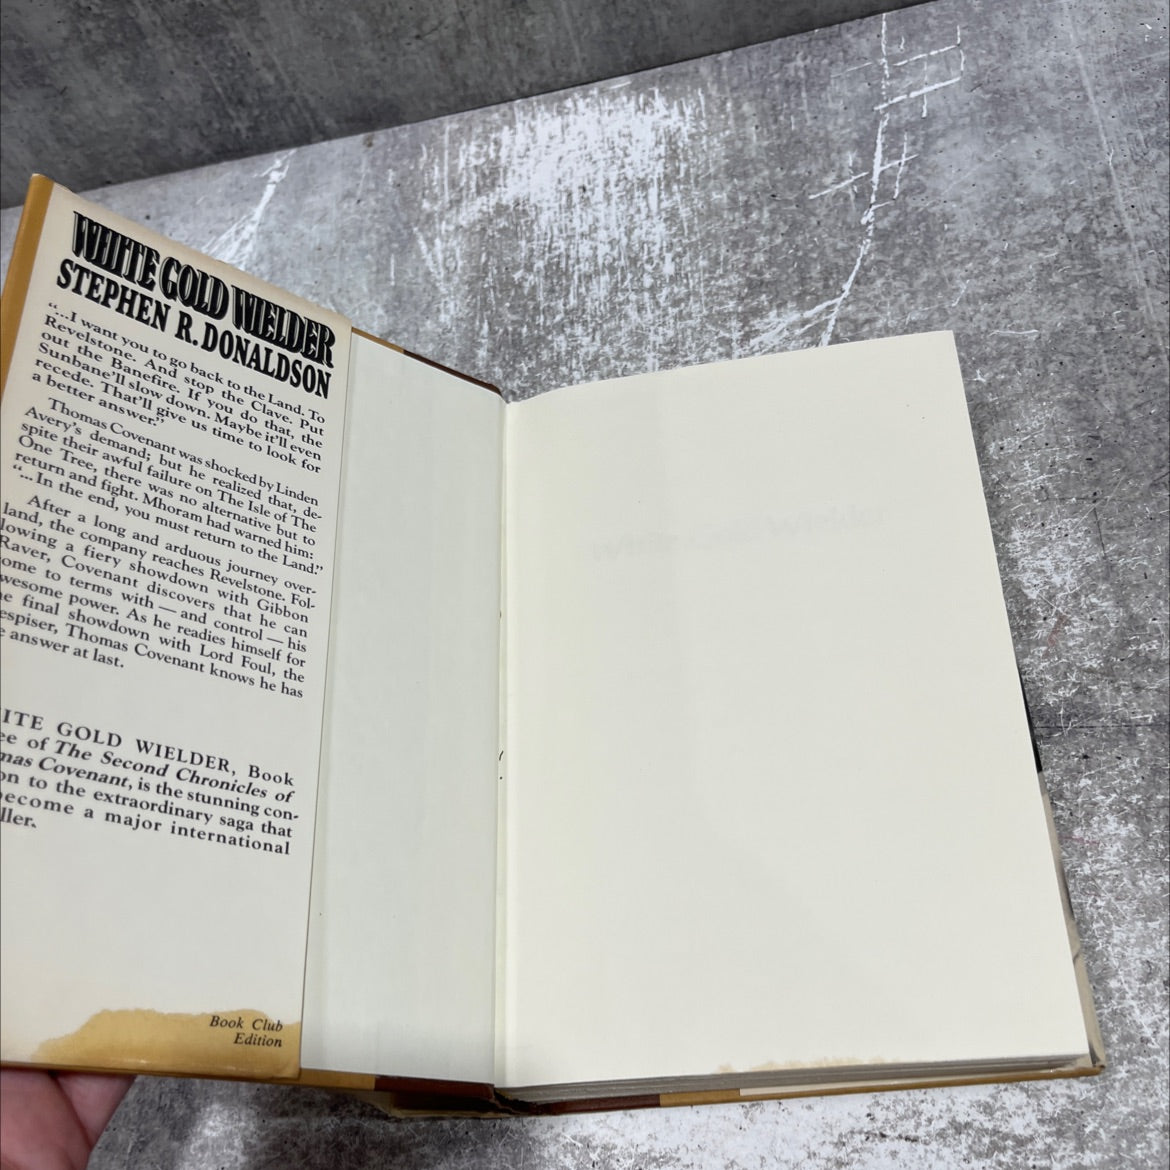 WHITE GOLD WIELDER
STEPHEN R. DONALDSON
“...I want you to go back to the Land. To
Revelstone. And stop the Clave. Put
out the Banefire. If you do that, the
Sunbane'll slow down. Maybe it'll even
recede. That'll give us time to look for
a better answer.”
Thomas Covenant was shocked by Linden
Avery's demand; but he realized that, de-
spite their awful failure on The Isle of The
One Tree, there was no alternative but to
return and fight. Mhoram had warned him:
“...In the end, you must return to the Land.”
After a long and arduous journey over-
land, the company reaches Revelstone. Fol-
lowing a fiery showdown with Gibbon
Raver, Covenant discovers that he can
ome to terms with — and control — his
wesome power. As he readies himself for
e final showdown with Lord Foul, the
espiser, Thomas Covenant knows he has
e answer at last.
ITE GOLD WIELDER, Book
ee of The Second Chronicles of
mas Covenant, is the stunning con-
on to the extraordinary saga that
ecome a major international
ller.
Book Club
Edition